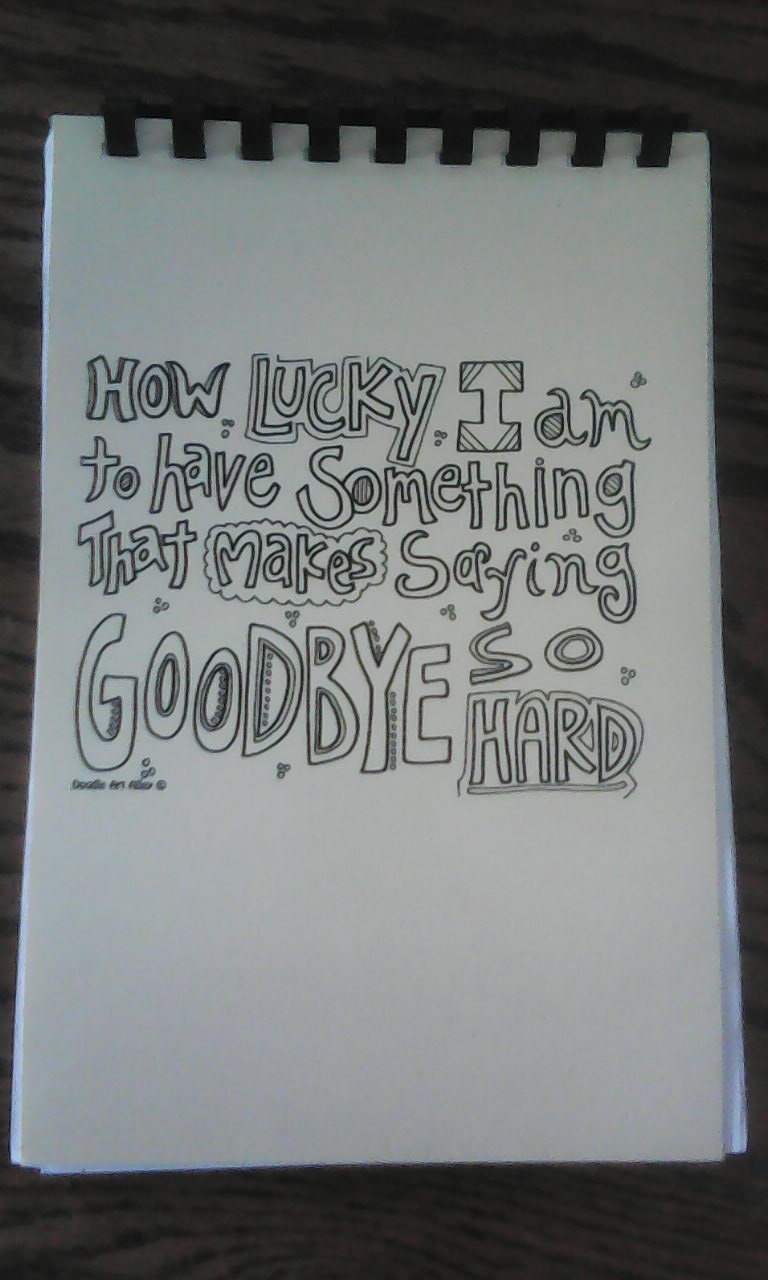 HOW LUCKY I am
to have Something
That makes Saying
GOODBYE SO
HARD
Doodle Art Alley ©